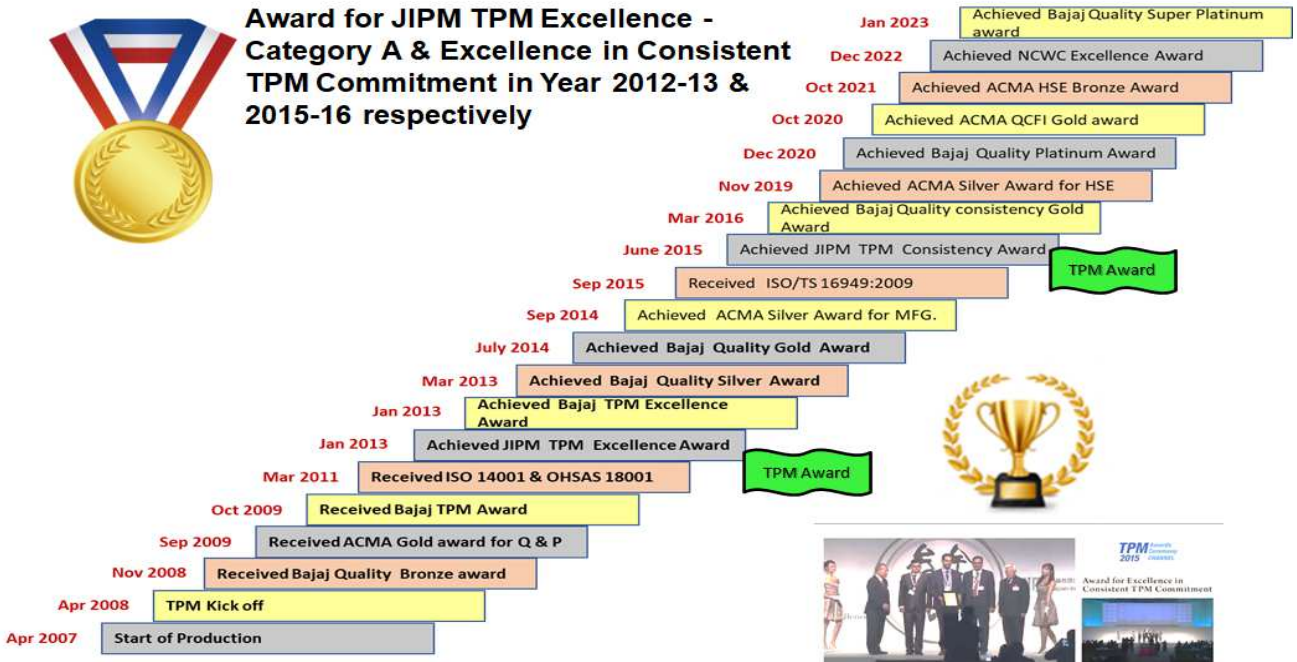 Award for JIPM TPM Excellence -
Category A & Excellence in Consistent
TPM Commitment in Year 2012-13 &
2015-16 respectively
Jan 2023
Achieved Bajaj Quality Super Platinum
award
Dec 2022
Achieved NCWC Excellence Award
Oct 2021
Achieved ACMA HSE Bronze Award
Oct 2020
Achieved ACMA QCFI Gold award
Dec 2020
Achieved Bajaj Quality Platinum Award
Nov 2019
Achieved ACMA Silver Award for HSE
Mar 2016
Achieved Bajaj Quality consistency Gold
Award
June 2015
Achieved JIPM TPM Consistency Award
TPM Award
Sep 2015
Received ISO/TS 16949:2009
Sep 2014
Achieved ACMA Silver Award for MFG.
July 2014
Achieved Bajaj Quality Gold Award
Mar 2013
Achieved Bajaj Quality Silver Award
Jan 2013
Achieved Bajaj TPM Excellence
Award
Jan 2013
Achieved JIPM TPM Excellence Award
TPM Award
Mar 2011
Received ISO 14001 & OHSAS 18001
Oct 2009
Received Bajaj TPM Award
Sep 2009
Received ACMA Gold award for Q & P
Nov 2008
Received Bajaj Quality Bronze award
Apr 2008
TPM Kick off
Apr 2007
Start of Production
TPM Awards
2015 Ceremony
CHANNEL
Award for Excellence in
Consistent TPM Commitment